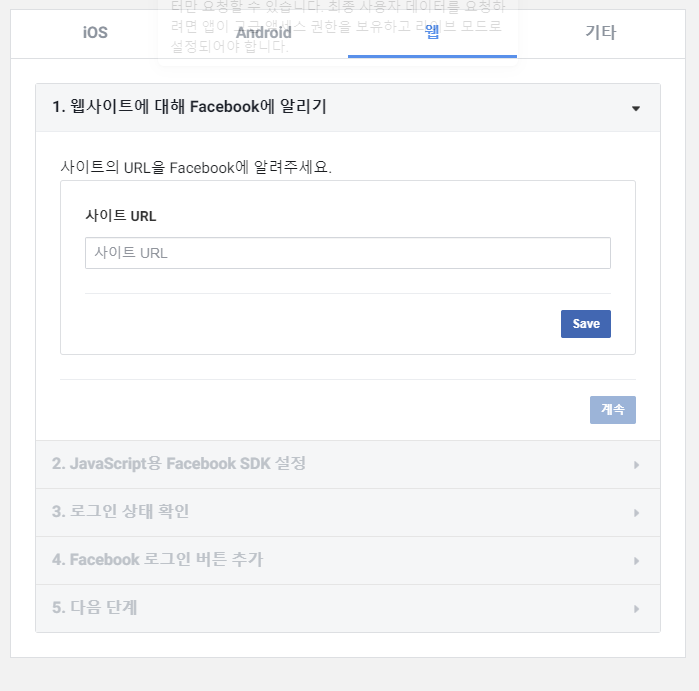 터만 요청할 수 있습니다. 최종 사용자 데이터를 요청하
려면 앱이 고급 액세스 권한을 보유하고 라이브 모드로
설정되어야 합니다.
iOS Android 웹 기타
1. 웹사이트에 대해 Facebook에 알리기
사이트의 URL을 Facebook에 알려주세요.
사이트 URL
사이트 URL
Save
계속
2. JavaScript용 Facebook SDK 설정
3. 로그인 상태 확인
4. Facebook 로그인 버튼 추가
5. 다음 단계